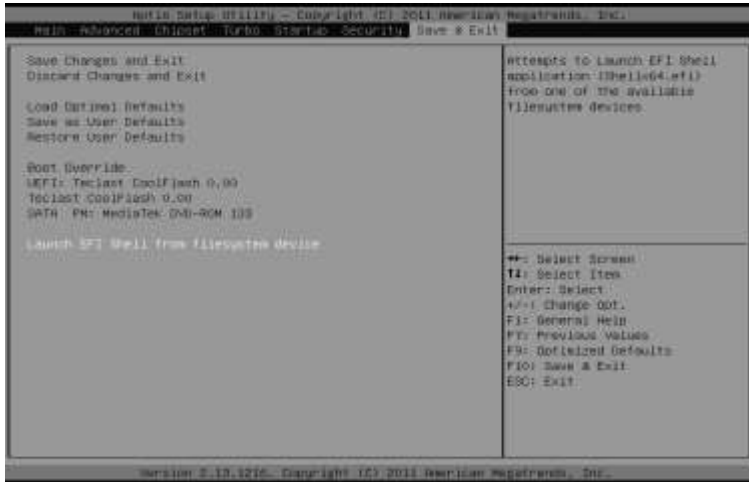 Aptio Setup Utility - Copyright (C) 2011 American Megatrends, Inc.
Main Advanced Chipset Turbo Startup Security Save & Exit
Save Changes and Exit
Discard Changes and Exit
Load Optimal Defaults
Save as User Defaults
Restore User Defaults
Boot Override
UEFI: Teclast CoolFlash 0.00
Teclast CoolFlash 0.00
SATA PM: MediaTek DVD-ROM
Launch EFI Shell from filesystem device
Attempts to Launch EFI Shell
application (Shellx64.efi)
from one of the available
filesystem devices
↔: Select Screen
↑↓: Select Item
Enter: Select
+/-: Change Opt.
F1: General Help
Previous Values
F9: Optimized Defaults
F10: Save & Exit
ESC: Exit
Version 2.13.1216. Copyright (C) 2011 American Megatrends, Inc.